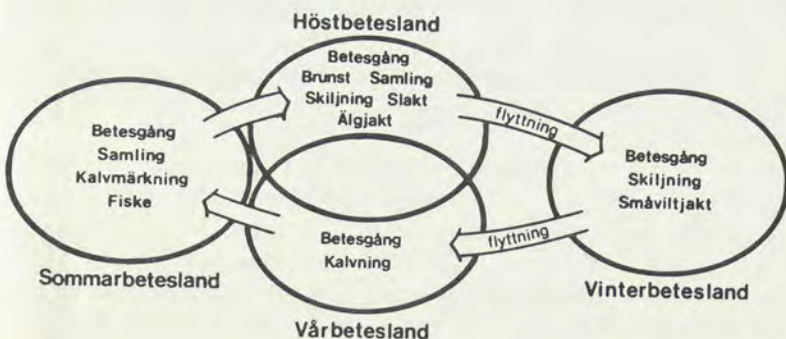 Höstbetesland
Betesgång
Brunst Samling
Skiljning Slakt
Älgjakt
flyttning
Betesgång
Samling
Kalvmärkning
Fiske
Betesgång
Skiljning
Småviltjakt
Betesgång
Kalvning
flyttning
Sommarbetesland
Vinterbetesland
Vårbetesland